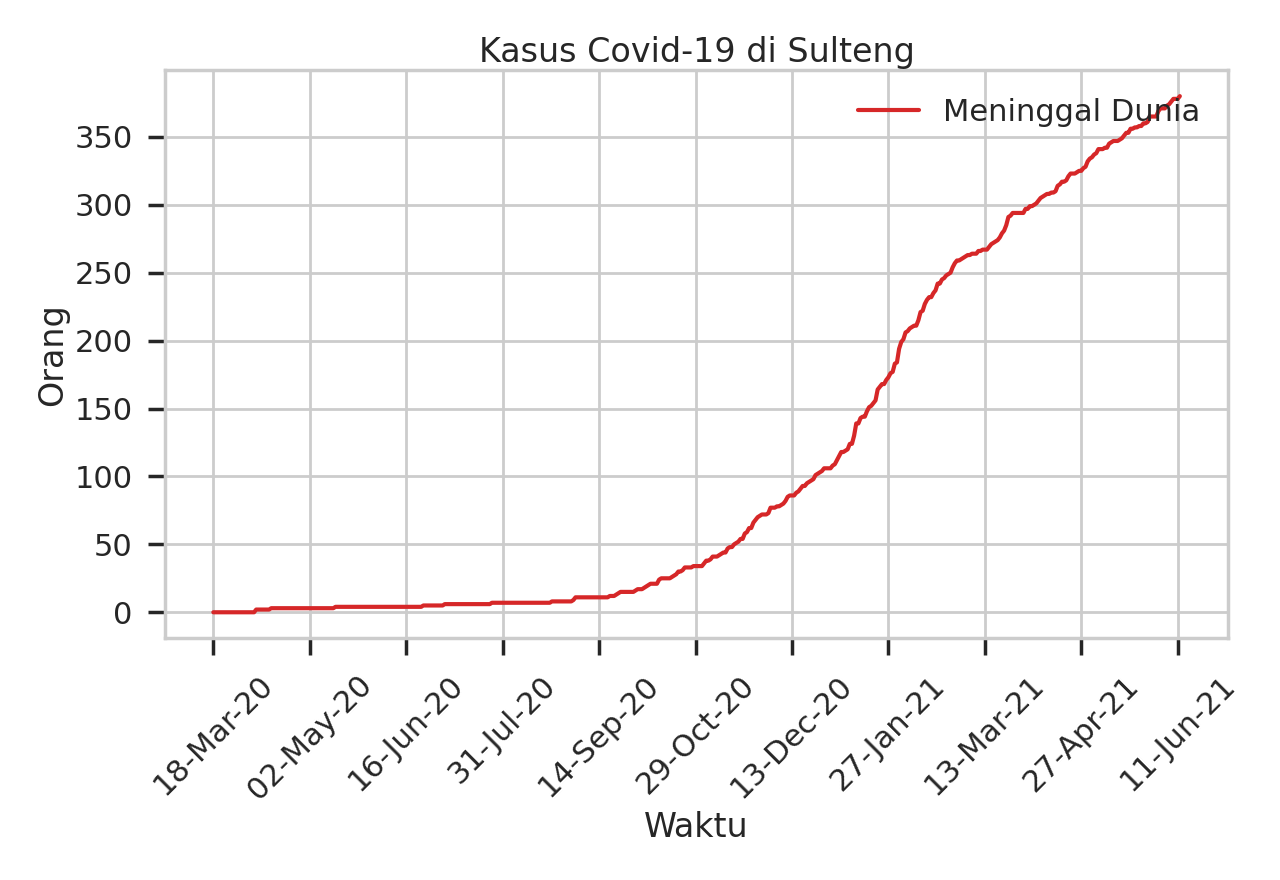 Kasus Covid-19 di Sulteng
Meninggal Dunia
350
300
250
200
150
100
50
0
Orang
18-Mar-20
02-May-20
16-Jun-20
31-Jul-20
14-Sep-20
29-Oct-20
13-Dec-20
27-Jan-21
13-Mar-21
27-Apr-21
11-Jun-21
Waktu